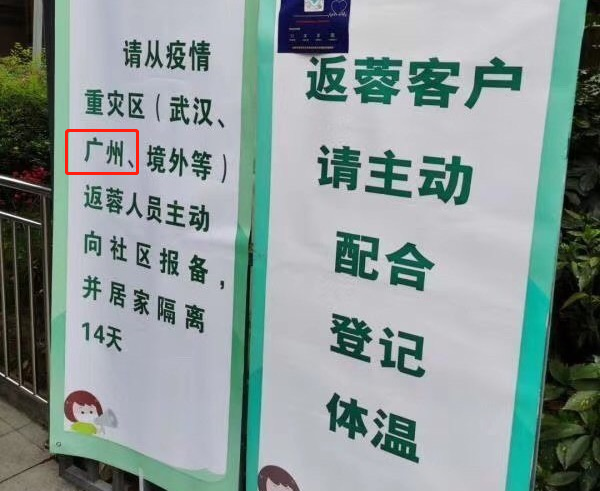 请从疫情
重灾区（武汉、
广州、境外等）
返蓉人员主动
向社区报备，
并居家隔离
14天
返蓉客户
请主动
配合
登记
体温